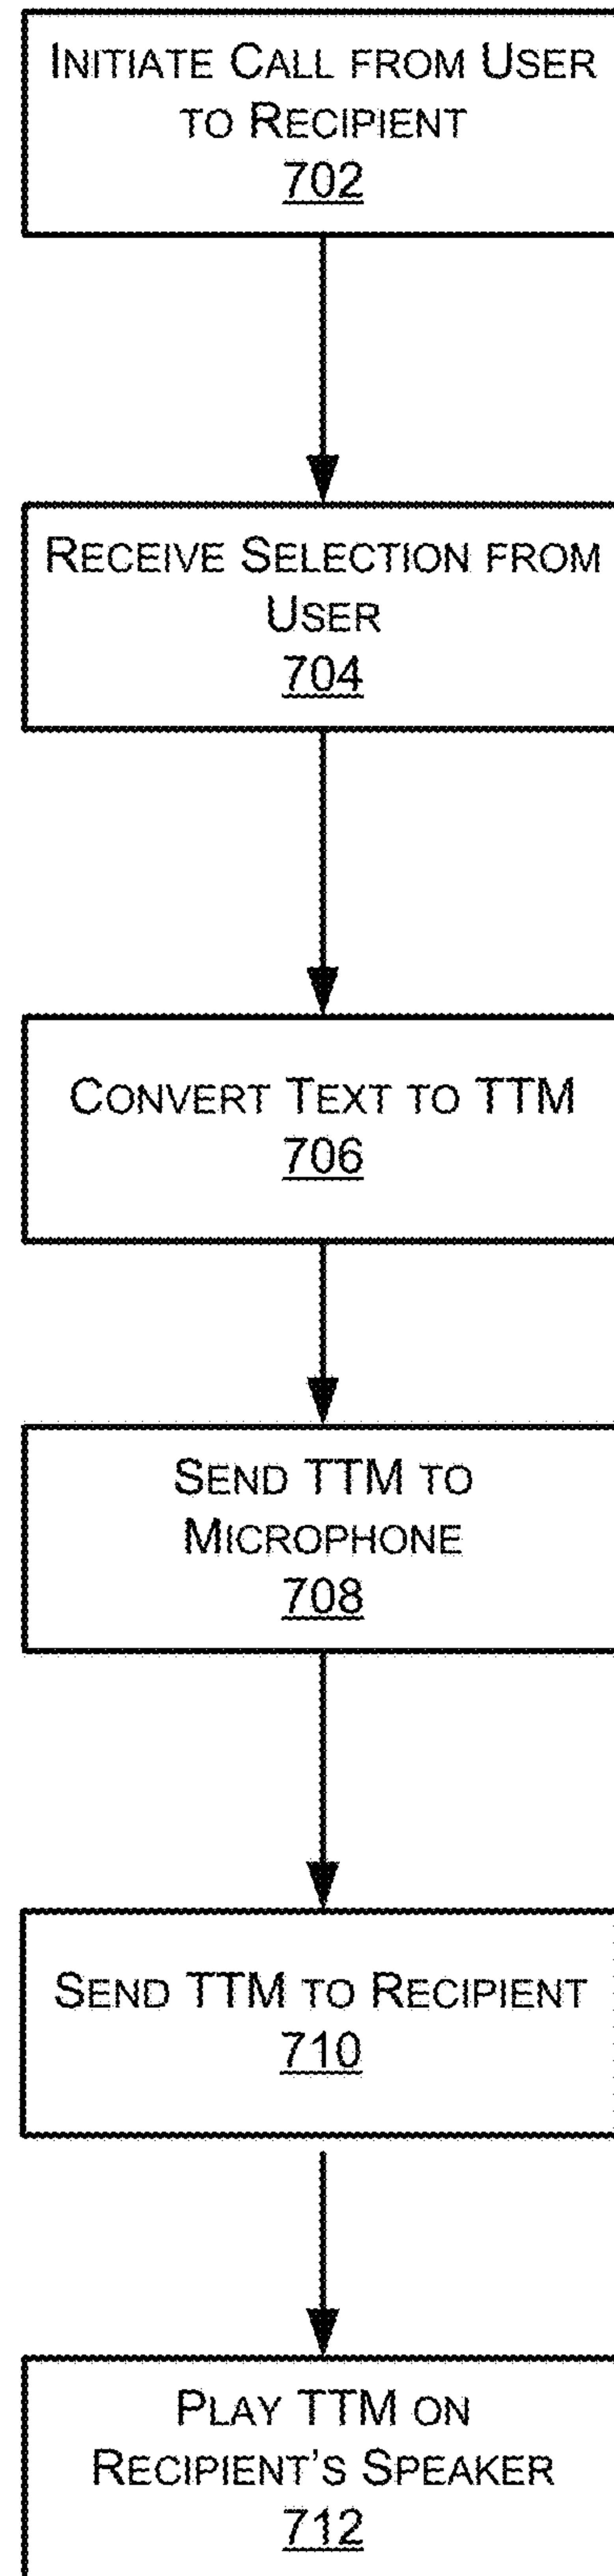 INITIATE CALL FROM USER
TO RECIPIENT
702
RECEIVE SELECTION FROM
USER
704
CONVERT TEXT TO TTM
706
SEND TTM TO
MICROPHONE
708
SEND TTM TO RECIPIENT
710
PLAY TTM ON
RECIPIENT'S SPEAKER
712